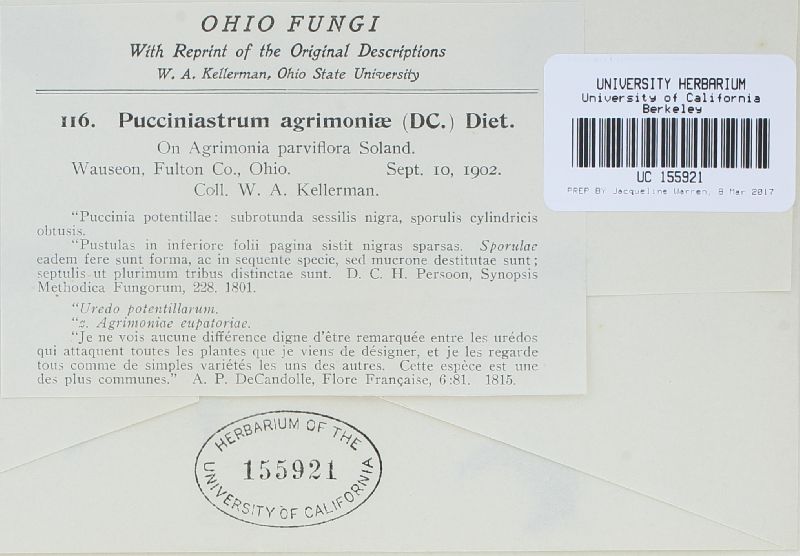 OHIO FUNGI
With Reprint of the Original Descriptions
W. A. Kellerman, Ohio State University
116. Pucciniastrum agrimoniæ (DC.) Diet.
On Agrimonia parviflora Soland.
Wauseon, Fulton Co., Ohio. Sept. 10, 1902.
Coll. W. A. Kellerman.
"Puccinia potentillae: subrotunda sessilis nigra, sporulis cylindricis
obtusis.
"Pustulas in inferiore folii pagina sistit nigras sparsas. Sporulae
eadem fere sunt forma, ac in sequente specie, sed mucrone destitutae sunt;
septulis ut plurimum tribus distinctae sunt. D. C. H. Persoon, Synopsis
Methodica Fungorum, 228. 1801.
"Uredo potentillarum.
"z. Agrimoniae eupatoriae.
"Je ne vois aucune différence digne d'être remarquée entre les urédos
qui attaquent toutes les plantes que je viens de désigner, et je les regarde
tous comme de simples variétés les uns des autres. Cette espèce est une
des plus communes." A. P. DeCandolle, Flore Française, 6:81. 1815.
UNIVERSITY HERBARIUM
University of California
Berkeley
UC 155921
PREP BY Jacqueline Warren, 8 Mar 2017
HERBARIUM OF THE
155921
UNIVERSITY OF CALIFORNIA